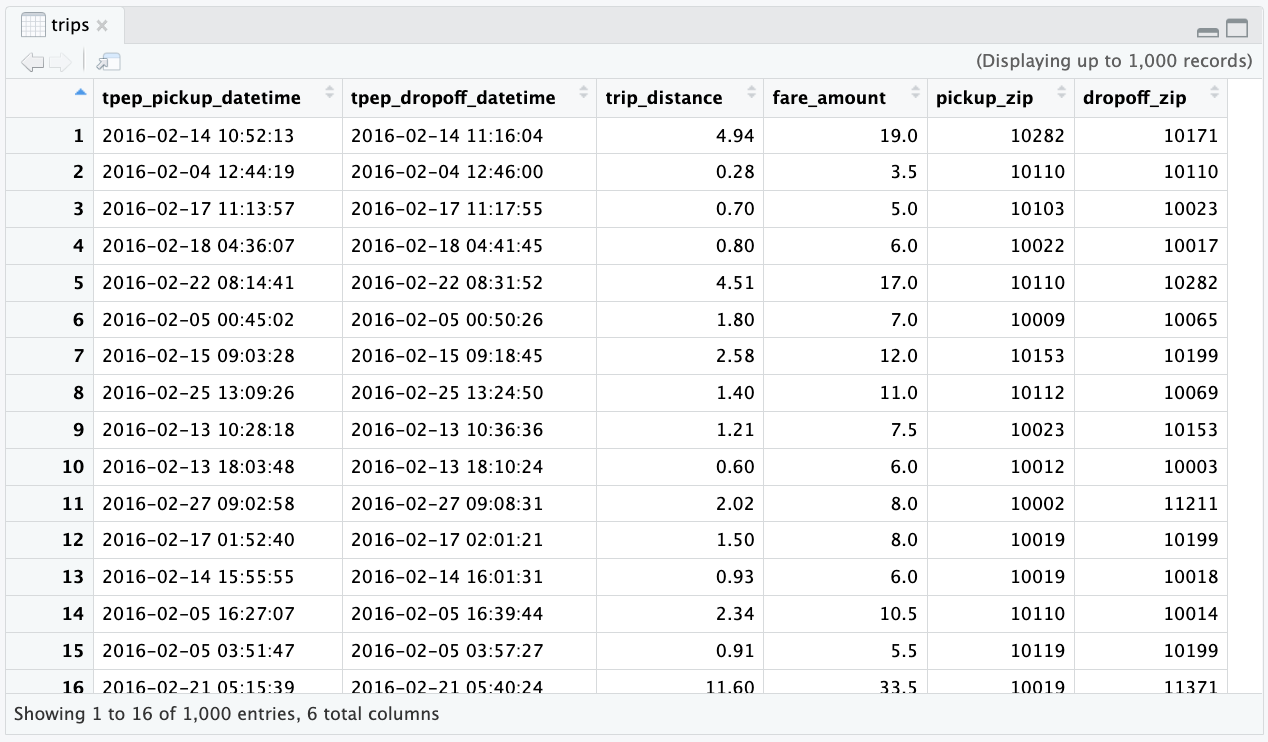 trips
(Displaying up to 1,000 records)
tpep_pickup_datetime tpep_dropoff_datetime trip_distance fare_amount pickup_zip dropoff_zip
1 2016-02-14 10:52:13 2016-02-14 11:16:04 4.94 19.0 10282 10171
2 2016-02-04 12:44:19 2016-02-04 12:46:00 0.28 3.5 10110 10110
3 2016-02-17 11:13:57 2016-02-17 11:17:55 0.70 5.0 10103 10023
4 2016-02-18 04:36:07 2016-02-18 04:41:45 0.80 6.0 10022 10017
5 2016-02-22 08:14:41 2016-02-22 08:31:52 4.51 17.0 10110 10282
6 2016-02-05 00:45:02 2016-02-05 00:50:26 1.80 7.0 10009 10065
7 2016-02-15 09:03:28 2016-02-15 09:18:45 2.58 12.0 10153 10199
8 2016-02-25 13:09:26 2016-02-25 13:24:50 1.40 11.0 10112 10069
9 2016-02-13 10:28:18 2016-02-13 10:36:36 1.21 7.5 10023 10153
10 2016-02-13 18:03:48 2016-02-13 18:10:24 0.60 6.0 10012 10003
11 2016-02-27 09:02:58 2016-02-27 09:08:31 2.02 8.0 10002 11211
12 2016-02-17 01:52:40 2016-02-17 02:01:21 1.50 8.0 10019 10199
13 2016-02-14 15:55:55 2016-02-14 16:01:31 0.93 6.0 10019 10018
14 2016-02-05 16:27:07 2016-02-05 16:39:44 2.34 10.5 10110 10014
15 2016-02-05 03:51:47 2016-02-05 03:57:27 0.91 5.5 10119 10199
16 2016-02-21 05:15:39 2016-02-21 05:40:24 11.60 33.5 10019 11371
Showing 1 to 16 of 1,000 entries, 6 total columns